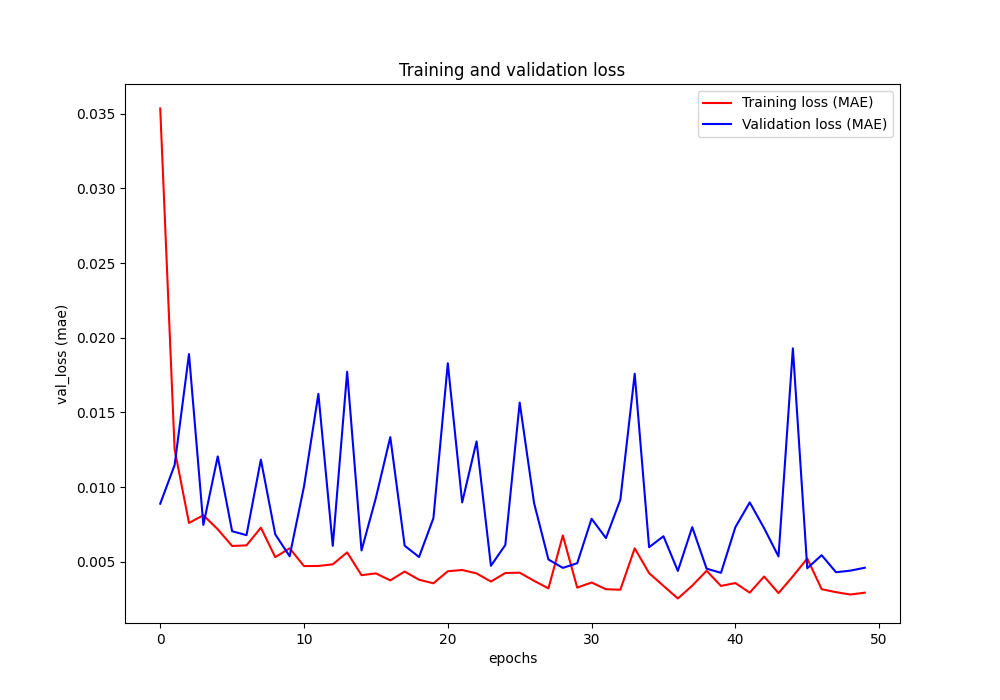 Training and validation loss
Training loss (MAE)
Validation loss (MAE)
val_loss (mae)
0.035
0.030
0.025
0.020
0.015
0.010
0.005
0 10 20 30 40 50
epochs